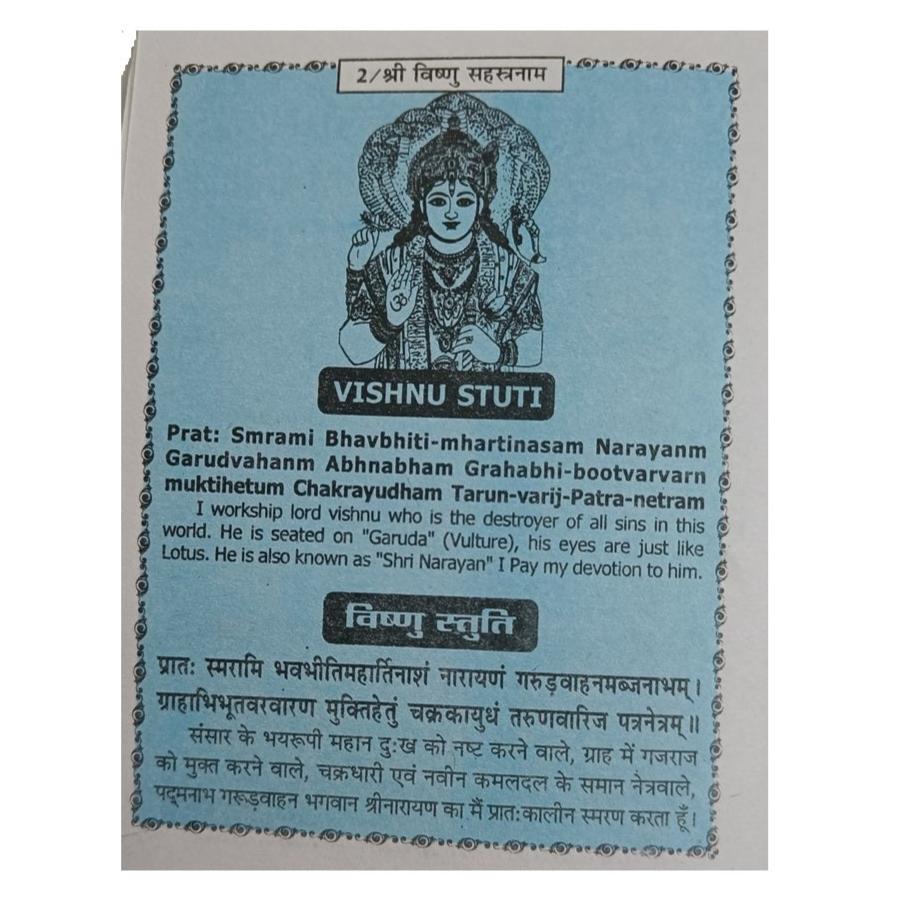 2/श्री विष्णु सहस्त्रनाम
ॐ
VISHNU STUTI
Prat: Smrami Bhavbhiti-mhartinasam Narayanm
Garudvahanm Abhnabham Grahabhi-bootvarvarn
muktihetum Chakrayudham Tarun-varij-Patra-netram
I workship lord vishnu who is the destroyer of all sins in this
world. He is seated on "Garuda" (Vulture), his eyes are just like
Lotus. He is also known as "Shri Narayan" I Pay my devotion to him.
विष्णु स्तुति
प्रातः स्मरामि भवभीतिमहार्तिनाशं नारायणं गरुड़वाहनमब्जनाभम्।
ग्राहाभिभूतवरवारण मुक्तिहेतुं चक्रकायुधं तरुणवारिज पत्रनेत्रम्॥
संसार के भयरूपी महान दुःख को नष्ट करने वाले, ग्राह में गजराज
को मुक्त करने वाले, चक्रधारी एवं नवीन कमलदल के समान नेत्रवाले,
पद्मनाभ गरूड़वाहन भगवान श्रीनारायण का मैं प्रातःकालीन स्मरण करता हूँ।